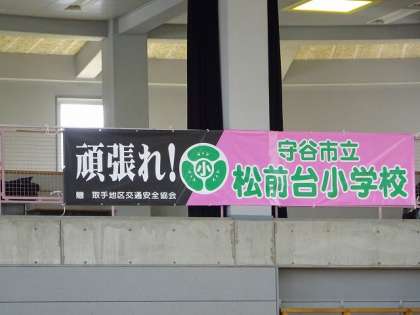 頑張れ!
贈 取手地区交通安全協会
小
守谷市立
松前台小学校